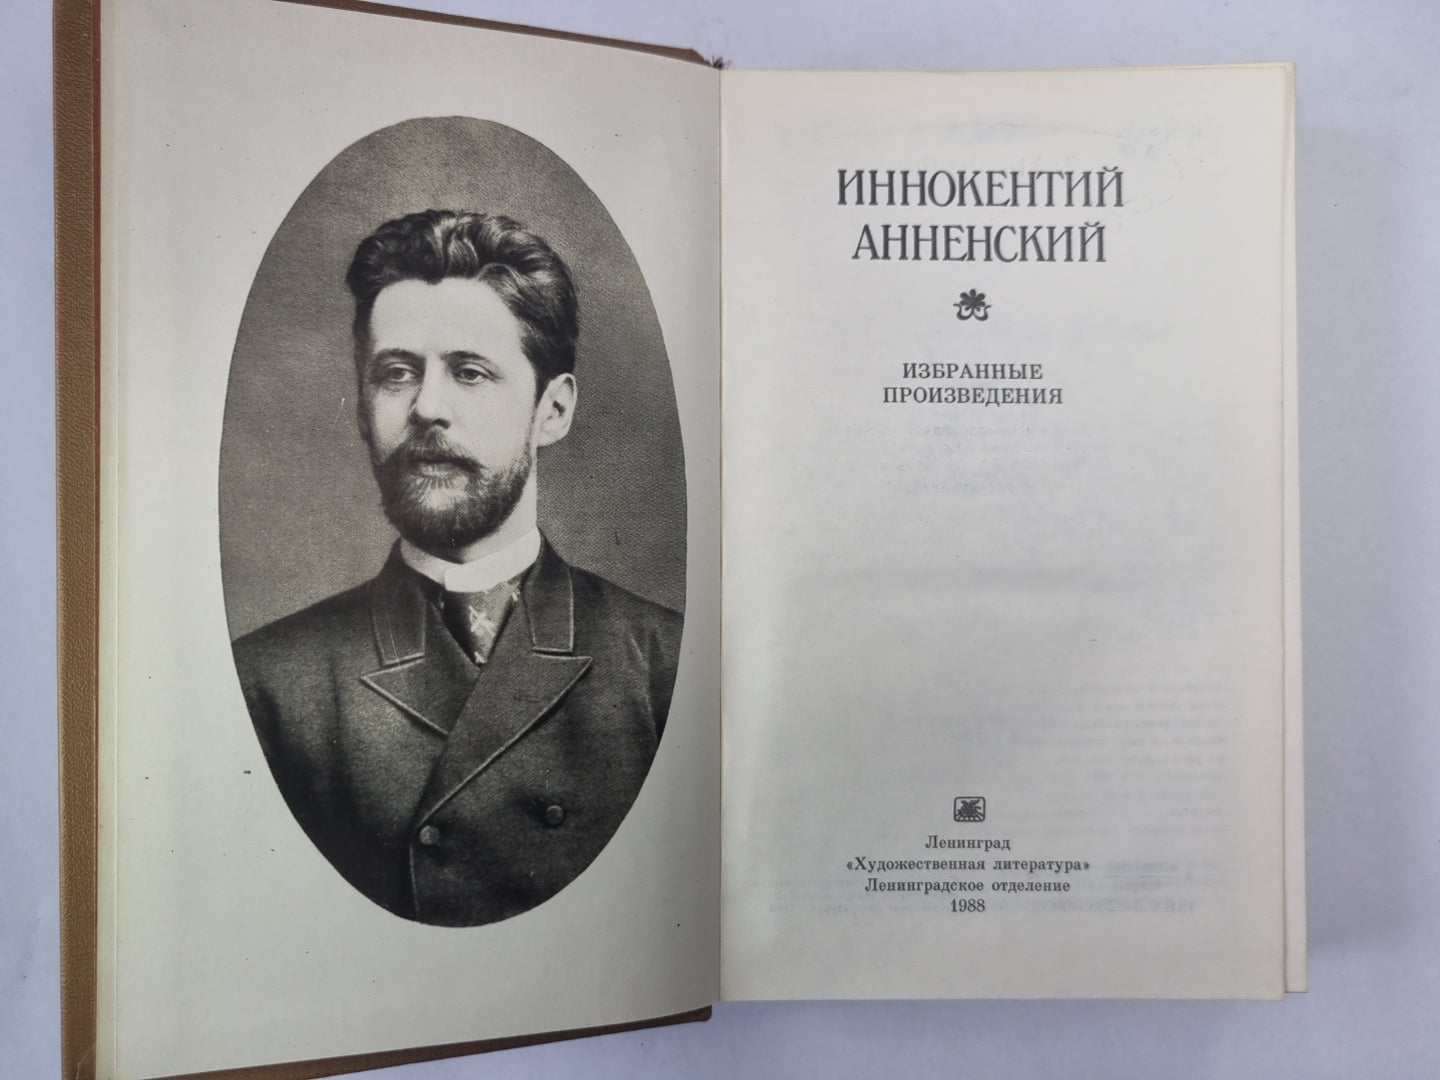 ИННОКЕНТИЙ
АННЕНСКИЙ
ИЗБРАННЫЕ
ПРОИЗВЕДЕНИЯ
Ленинград
«Художественная литература»
Ленинградское отделение
1988